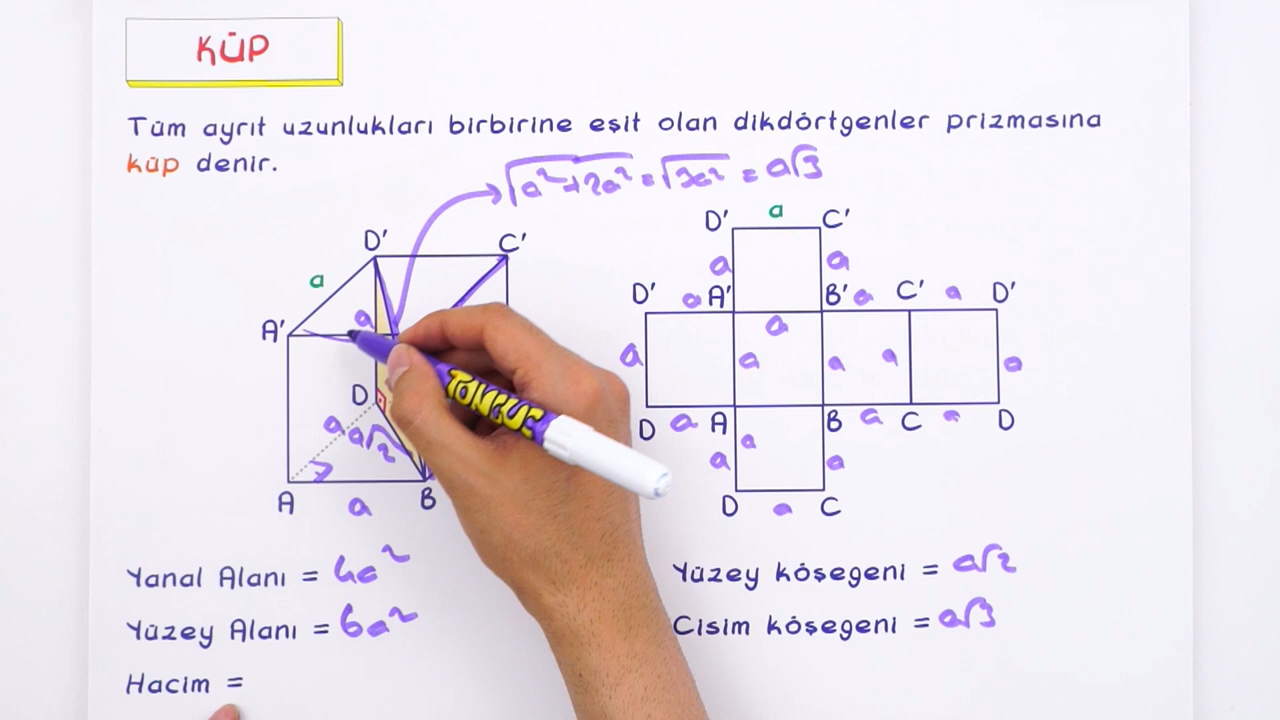 KÜP
Tüm ayrıt uzunlukları birbirine eşit olan dikdörtgenler prizmasına
küp denir.
√a²+2a² = √3a² = a√3
D' a C'
D' C'
a a a
a
D' a A' B' a C' a D'
A' a
a
a a a a a
D
D a A B a C a D
a a√2
a
a a
A a B
D a C
Yanal Alanı = 4a²
Yüzey köşegeni = a√2
Yüzey Alanı = 6a²
Cisim köşegeni = a√3
Hacim =
TONGUE